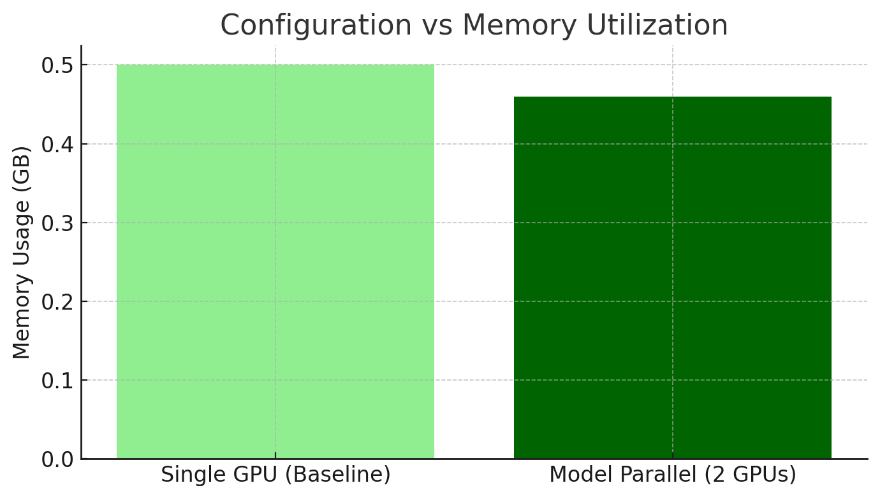 Configuration vs Memory Utilization
Memory Usage (GB)
0.5
0.4
0.3
0.2
0.1
0.0
Single GPU (Baseline)
Model Parallel (2 GPUs)